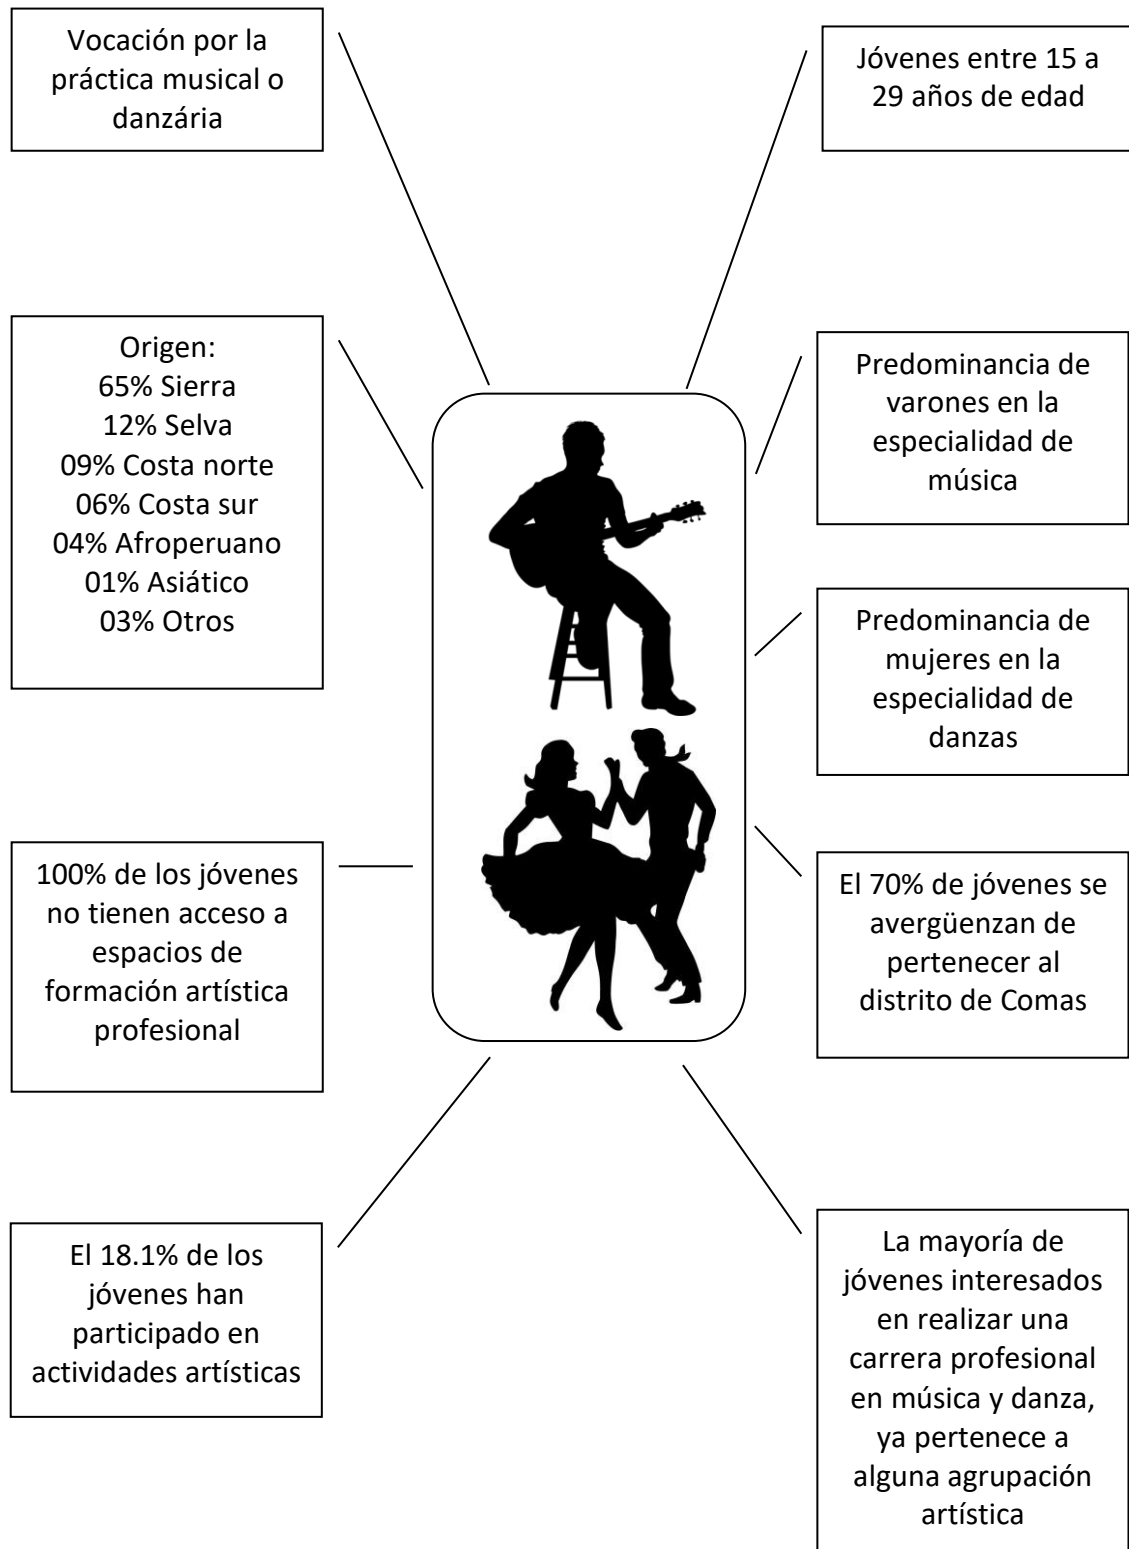 Vocación por la
práctica musical o
danzária
Jóvenes entre 15 a
29 años de edad
Origen:
65% Sierra
12% Selva
09% Costa norte
06% Costa sur
04% Afroperuano
01% Asiático
03% Otros
Predominancia de
varones en la
especialidad de
música
Predominancia de
mujeres en la
especialidad de
danzas
100% de los jóvenes
no tienen acceso a
espacios de
formación artística
profesional
El 70% de jóvenes se
avergüenzan de
pertenecer al
distrito de Comas
El 18.1% de los
jóvenes han
participado en
actividades artísticas
La mayoría de
jóvenes interesados
en realizar una
carrera profesional
en música y danza,
ya pertenece a
alguna agrupación
artística